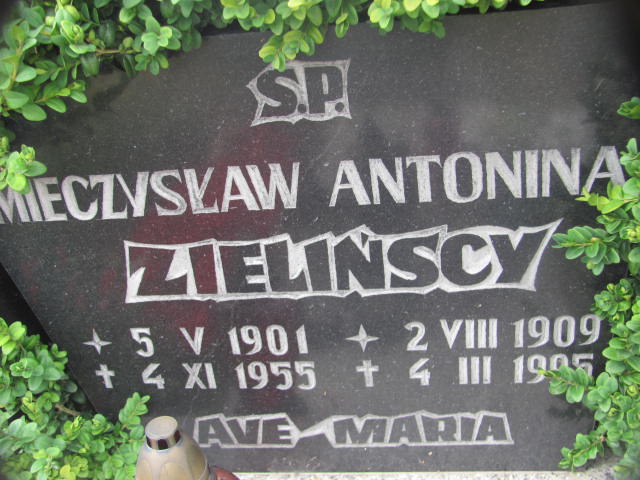 S.P.
MIECZYSŁAW ANTONINA
ZIELIŃSCY
5 V 1901 2 VIII 1909
4 XI 1955 4 III
AVE-MARIA